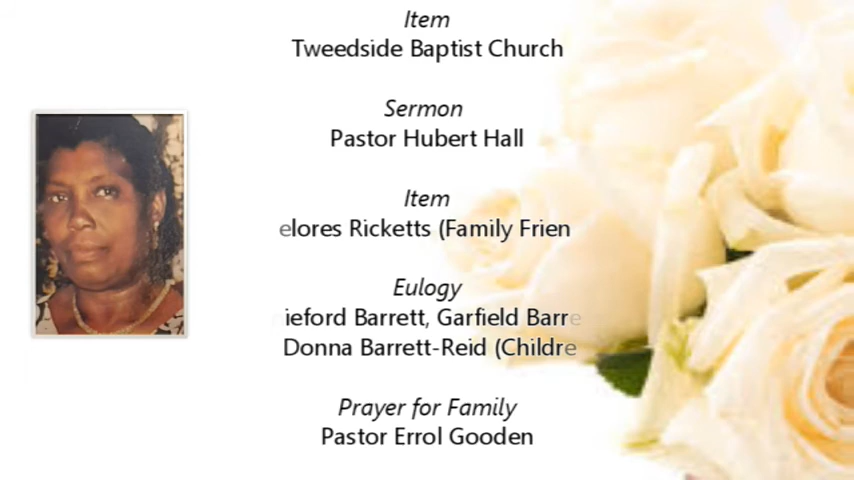 Item
Tweedside Baptist Church
Sermon
Pastor Hubert Hall
Item
elores Ricketts (Family Frien
Eulogy
ieford Barrett, Garfield Barre
Donna Barrett-Reid (Childre
Prayer for Family
Pastor Errol Gooden